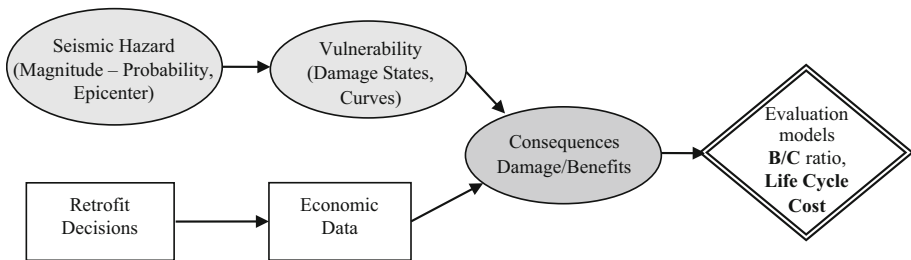 Seismic Hazard
(Magnitude – Probability,
Epicenter)
Vulnerability
(Damage States,
Curves)
Consequences
Damage/Benefits
Evaluation
models
B/C ratio,
Life Cycle
Cost
Retrofit
Decisions
Economic
Data